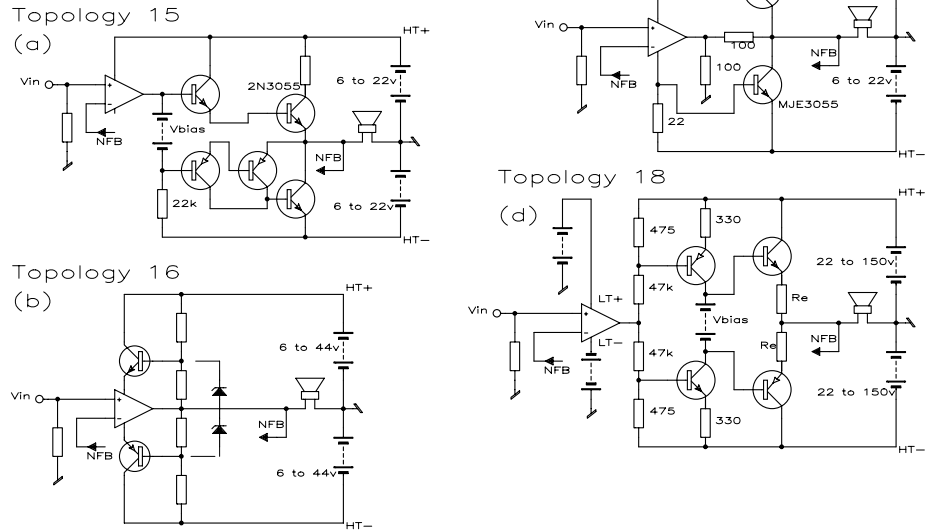 Topology 15
(a)
HT+
2N3055
6 to 22v
Vin
+
−
NFB
Vbias
NFB
22k
6 to 22v
HT−
Topology 16
(b)
HT+
6 to 44v
Vin
+
−
NFB
NFB
6 to 44v
HT−
Vin
+
−
100
100
NFB
NFB
6 to 22v
MJE3055
22
HT−
Topology 18
(d)
HT+
475
330
22 to 150v
47k
LT+
Re
Vin
+
−
Vbias
LT−
NFB
47k
Re
NFB
475
330
22 to 150v
HT−